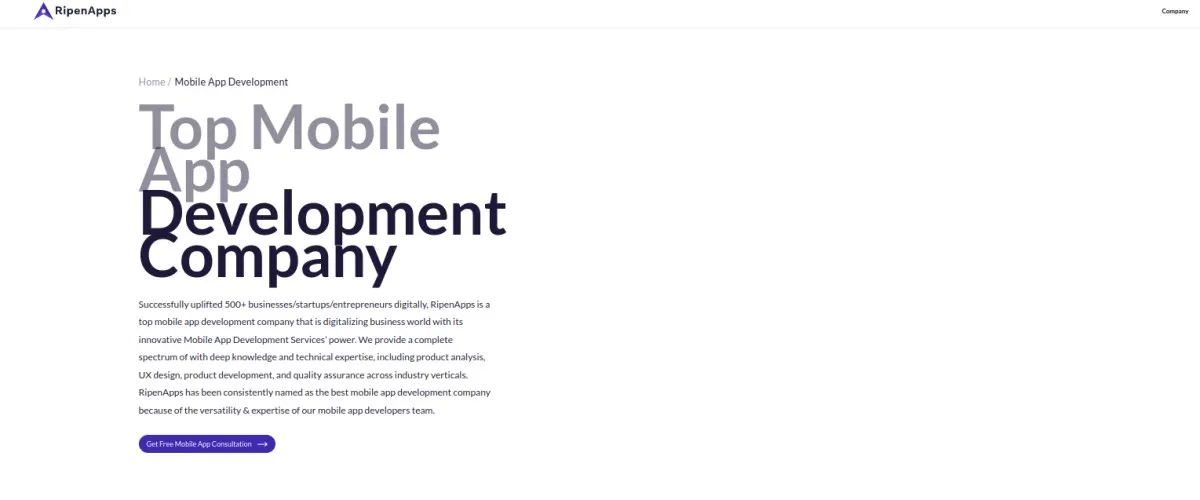 RipenApps
Company
Home / Mobile App Development
Top Mobile
App
Development
Company
Successfully uplifted 500+ businesses/startups/entrepreneurs digitally, RipenApps is a
top mobile app development company that is digitalizing business world with its
innovative Mobile App Development Services' power. We provide a complete
spectrum of with deep knowledge and technical expertise, including product analysis,
UX design, product development, and quality assurance across industry verticals.
RipenApps has been consistently named as the best mobile app development company
because of the versatility & expertise of our mobile app developers team.
Get Free Mobile App Consultation